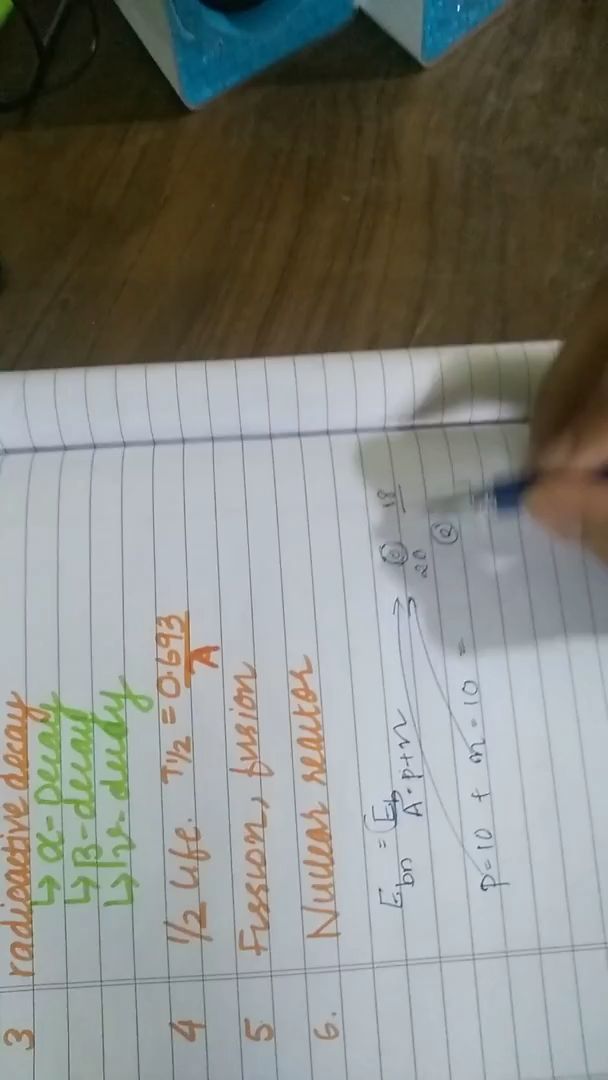 3 radioactive decay
↳ α-Decay
↳ β-decay
↳ 
4 1/2 life. T1/2 = 0.693
A
5 Fission, fusion
6. Nuclear reactor
Ebn = Eb
A · p+n
18
20
p=10 + n=10 =